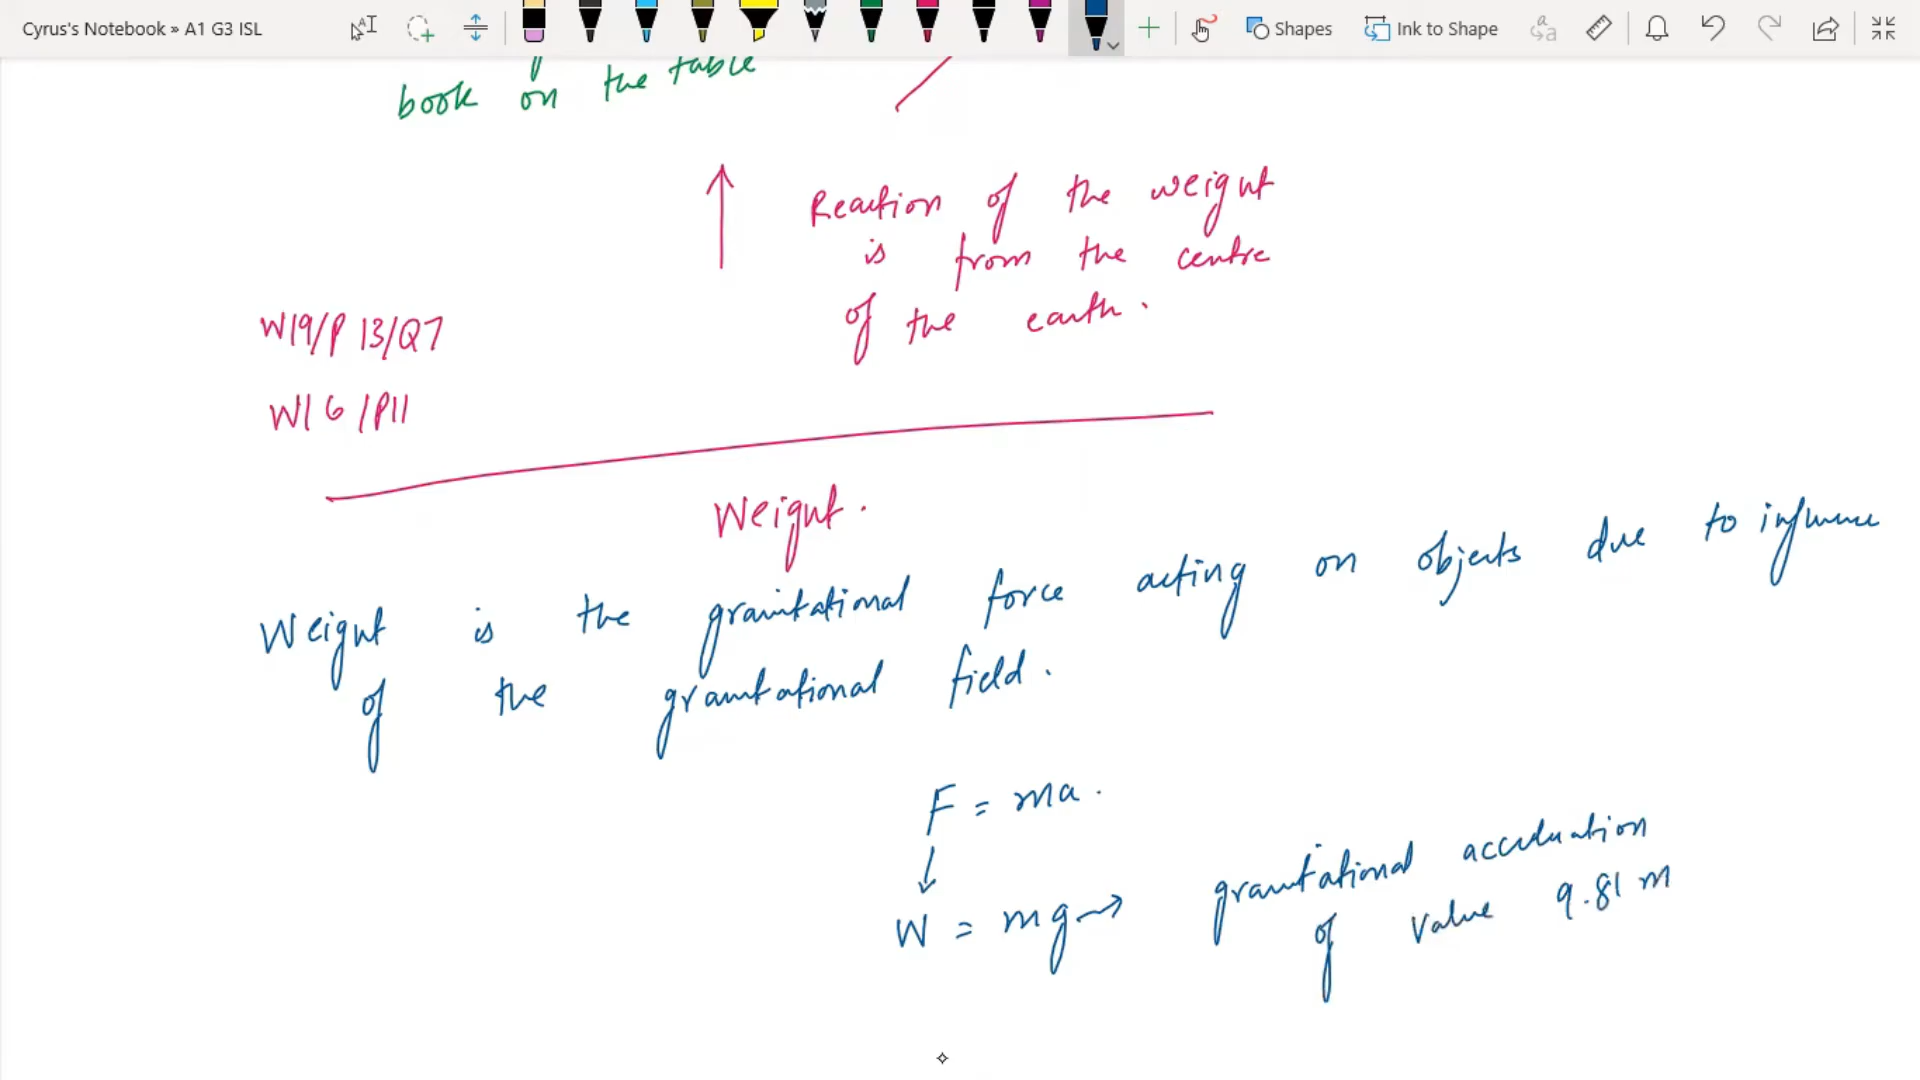 Cyrus's Notebook » A1 G3 ISL
Shapes
Ink to Shape
book on the table
Reaction of the weight
is from the centre
of the earth.
W19/P13/Q7
W16/P11
Weight.
Weight is the gravitational force acting on objects due to influence
of the gravitational field.
F = ma.
↓
W = mg → gravitational acceleration
of value 9.81 m